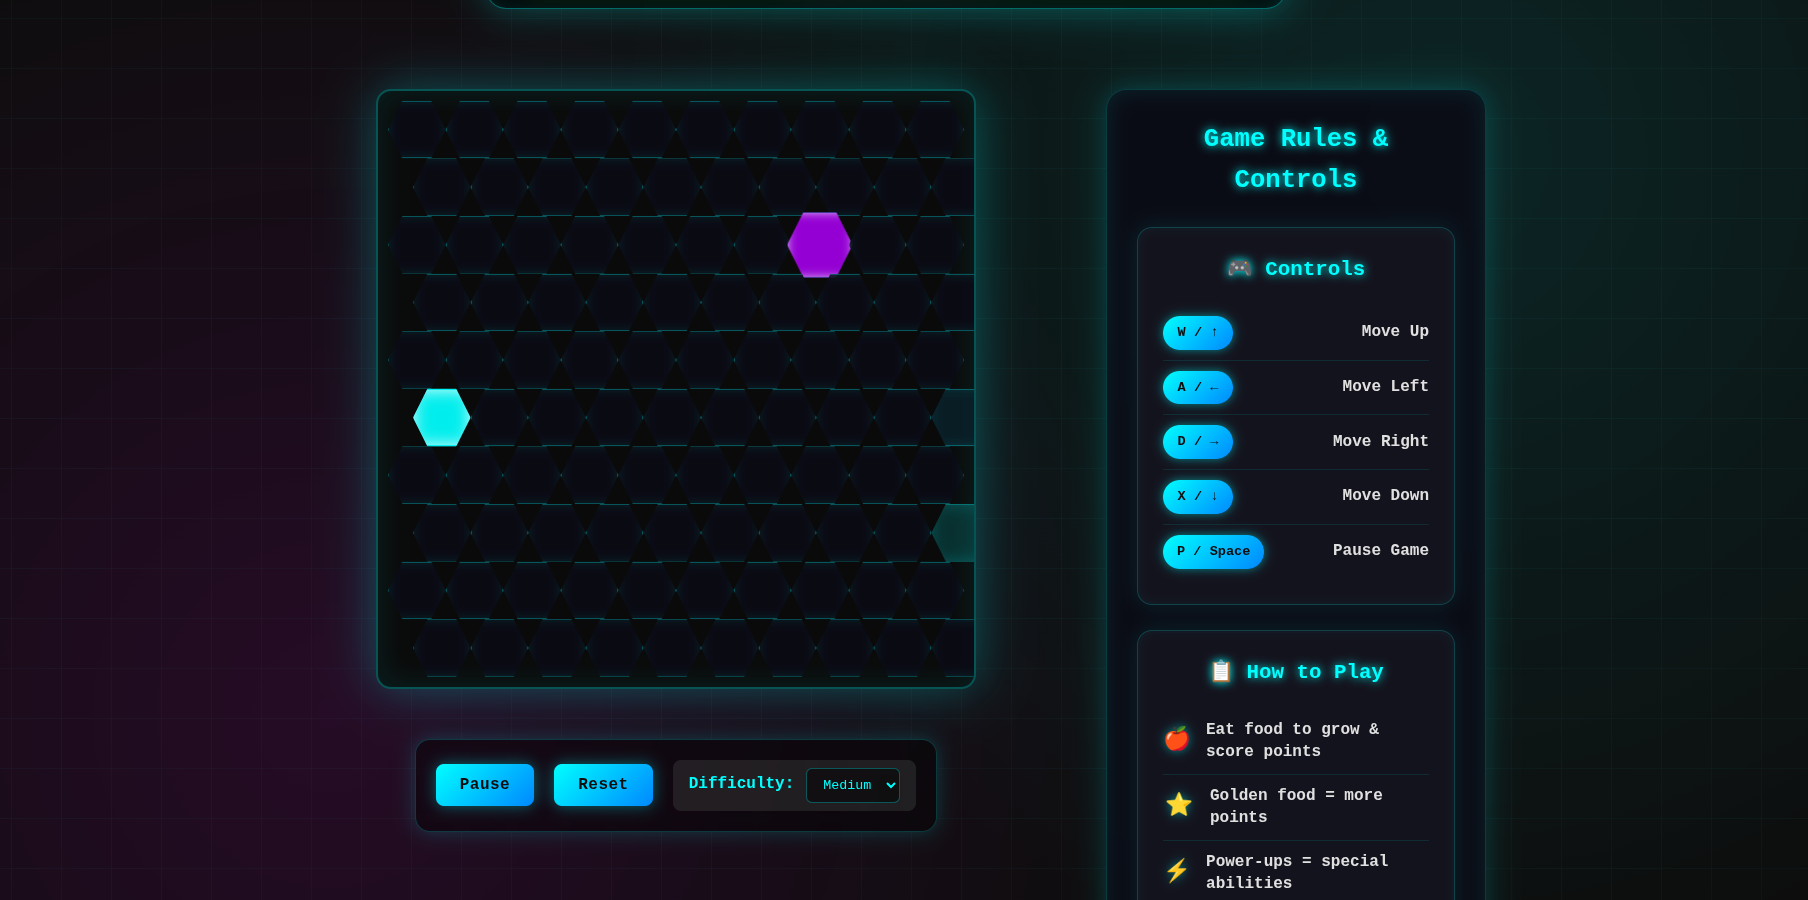 Game Rules &
Controls
🎮 Controls
W / ↑ Move Up
A / ← Move Left
D / → Move Right
X / ↓ Move Down
P / Space Pause Game
📋 How to Play
🍎 Eat food to grow &
score points
⭐ Golden food = more
points
⚡ Power-ups = special
abilities
Pause Reset Difficulty: Medium